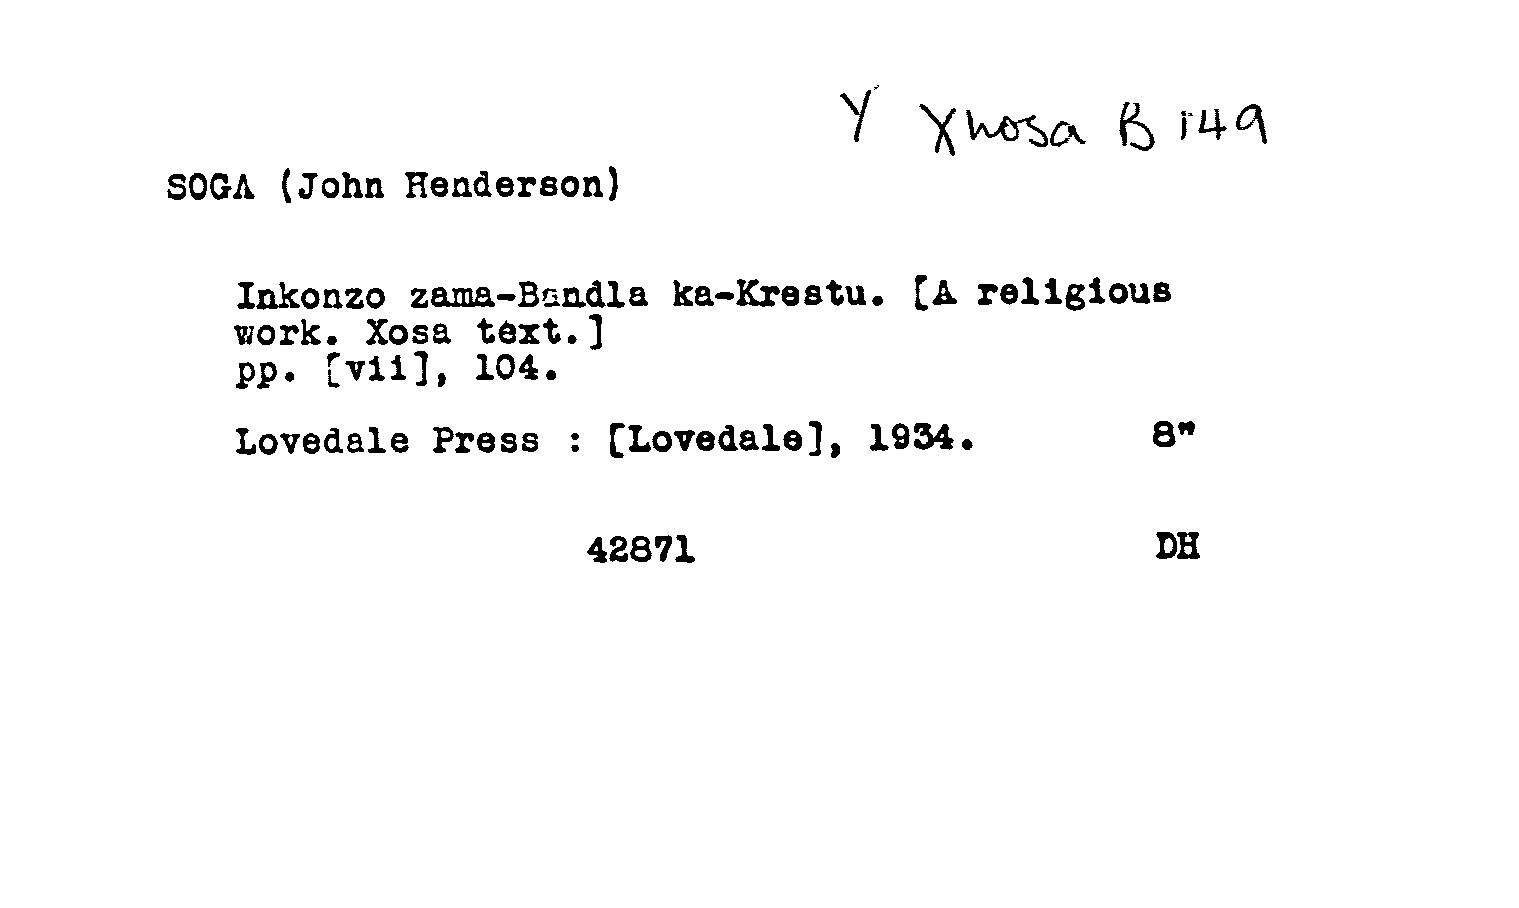 Y Xhosa B 149
SOGA (John Henderson)
Inkonzo zama-Bandla ka-Krestu. [A religious
work. Xosa text.]
pp. [vii], 104.
Lovedale Press : [Lovedale], 1934. 8"
42871 DH